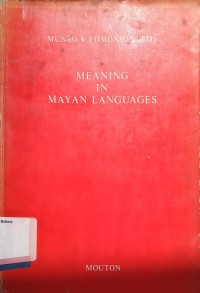 MUNRO S. EDMONSON, ED.
MEANING
IN
MAYAN LANGUAGES
MOUTON